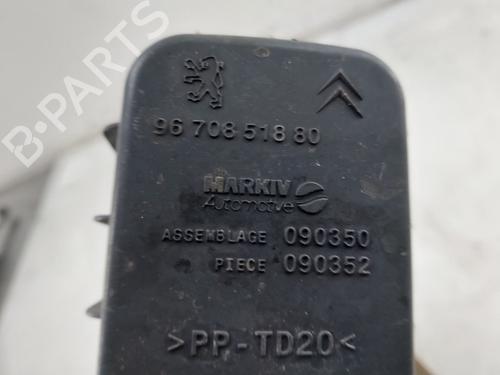 B-PARTS
96 708 518 80
MARKIV
Automotive
ASSEMBLAGE 090350
PIECE 090352
>PP-TD20<